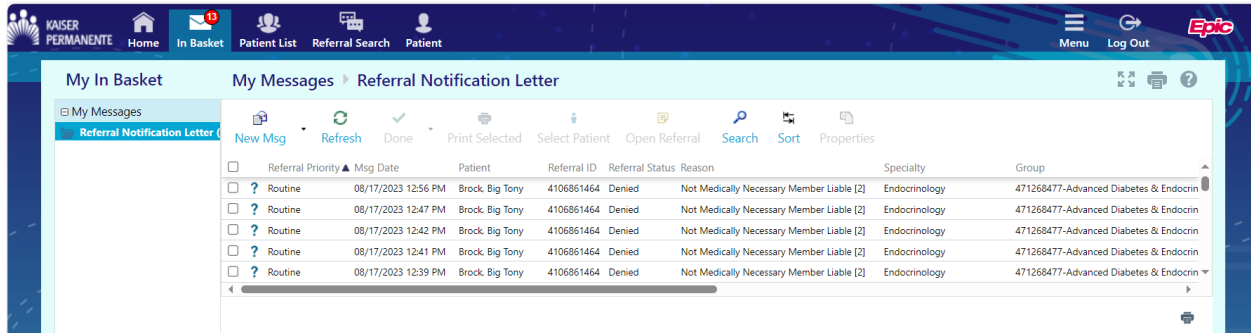 KAISER PERMANENTE
Home
In Basket
13
Patient List
Referral Search
Patient
Menu
Log Out
Epic
My In Basket
My Messages
Referral Notification Letter (
My Messages Referral Notification Letter
New Msg Refresh Done Print Selected Select Patient Open Referral Search Sort Properties
Referral Priority Msg Date Patient Referral ID Referral Status Reason Specialty Group
? Routine 08/17/2023 12:56 PM Brock, Big Tony 4106861464 Denied Not Medically Necessary Member Liable [2] Endocrinology 471268477-Advanced Diabetes & Endocrin
? Routine 08/17/2023 12:47 PM Brock, Big Tony 4106861464 Denied Not Medically Necessary Member Liable [2] Endocrinology 471268477-Advanced Diabetes & Endocrin
? Routine 08/17/2023 12:42 PM Brock, Big Tony 4106861464 Denied Not Medically Necessary Member Liable [2] Endocrinology 471268477-Advanced Diabetes & Endocrin
? Routine 08/17/2023 12:41 PM Brock, Big Tony 4106861464 Denied Not Medically Necessary Member Liable [2] Endocrinology 471268477-Advanced Diabetes & Endocrin
? Routine 08/17/2023 12:39 PM Brock, Big Tony 4106861464 Denied Not Medically Necessary Member Liable [2] Endocrinology 471268477-Advanced Diabetes & Endocrin